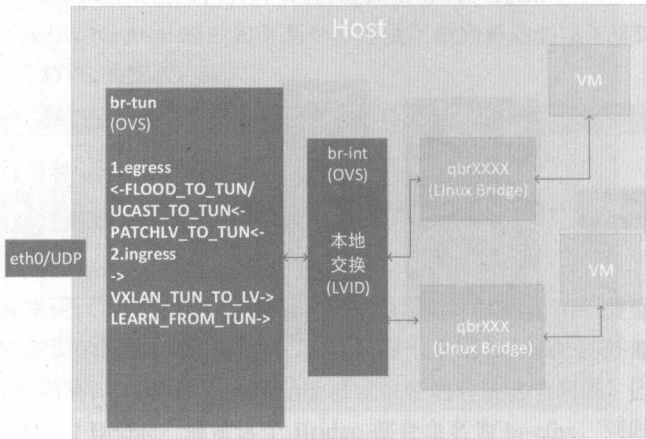 Host
VM
br-tun
(OVS)
1.egress
<-FLOOD_TO_TUN/
UCAST_TO_TUN<-
PATCHLV_TO_TUN<-
2.ingress
->
VXLAN_TUN_TO_LV->
LEARN_FROM_TUN->
eth0/UDP
br-int
(OVS)
本地
交换
(LVID)
qbrXXXX
(LInux Bridge)
VM
qbrXXX
(LInux Bridge)